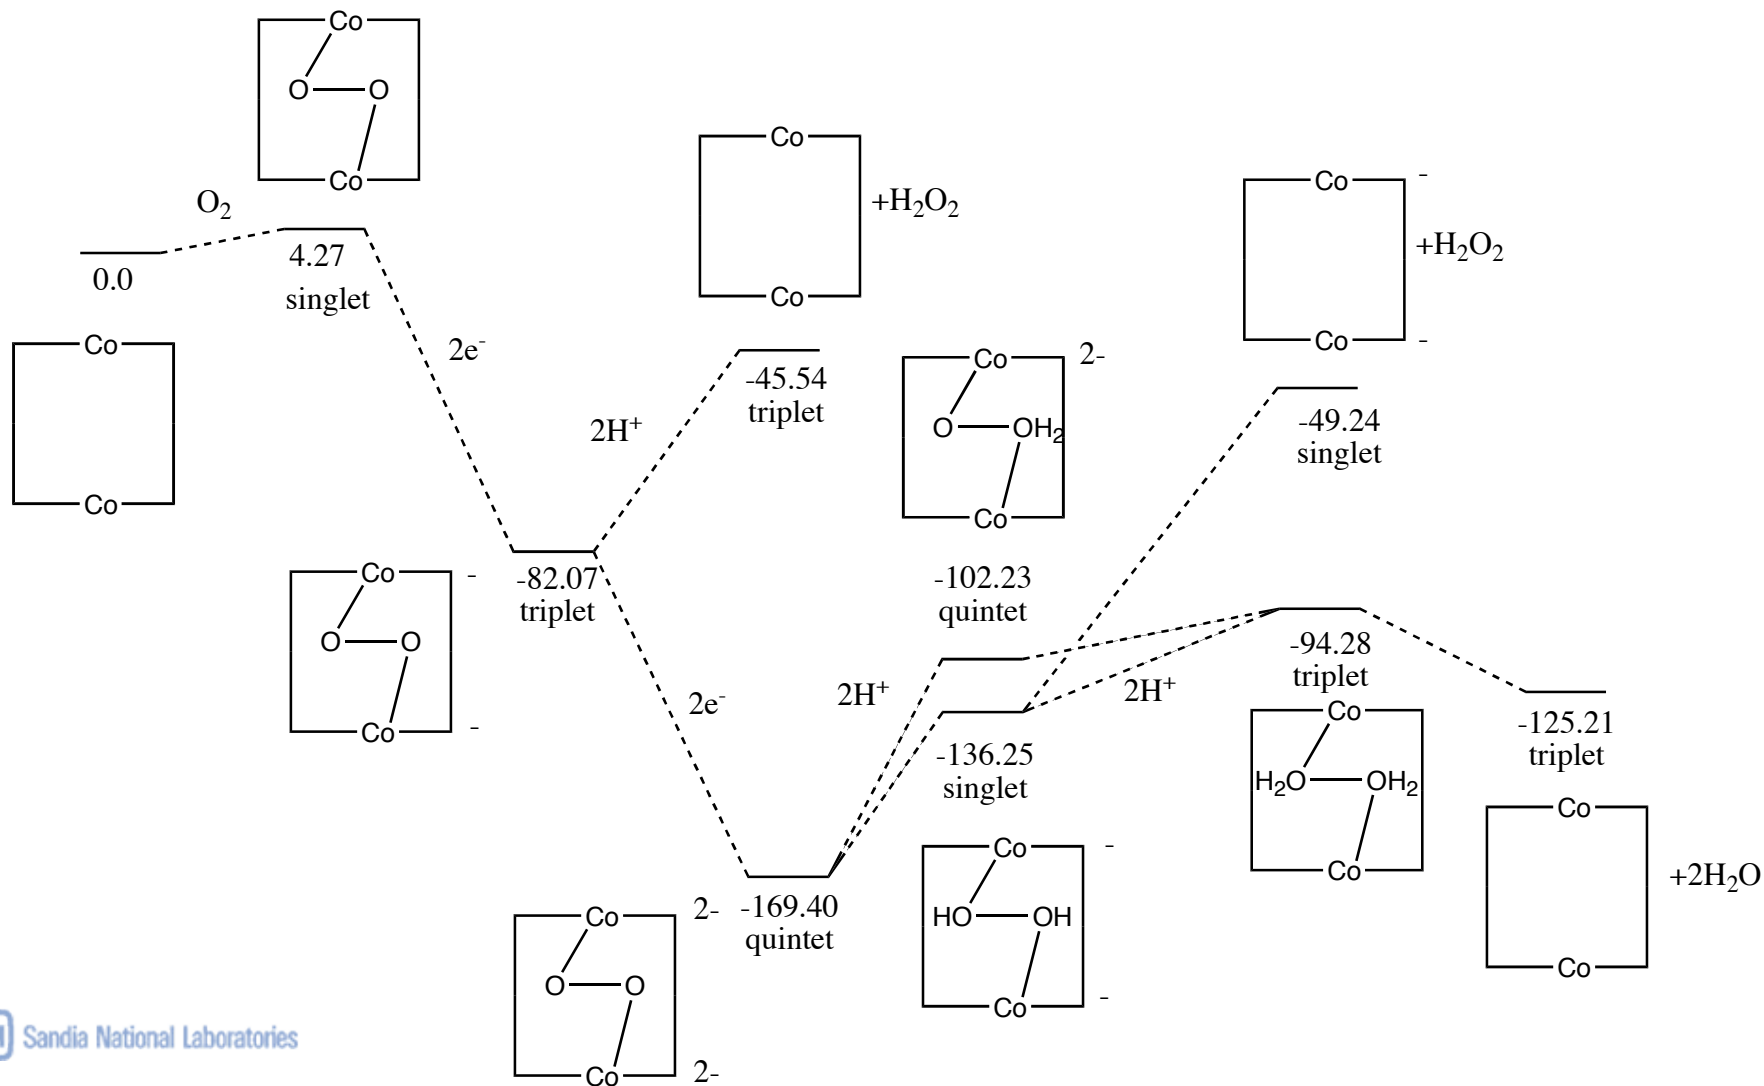 Co
O O
Co
O2
0.0
4.27
singlet
Co
Co
2e-
Co
Co
+H2O2
-45.54
triplet
2H+
Co
-
+H2O2
Co
-
-49.24
singlet
Co
2-
O OH2
Co
-102.23
quintet
Co
-
O O
Co
-
-82.07
triplet
2e-
2H+
-136.25
singlet
2H+
-94.28
triplet
Co
H2O OH2
Co
-125.21
triplet
Co
Co
+2H2O
-169.40
quintet
Co
2-
O O
Co
2-
Co
-
HO OH
Co
-
Sandia National Laboratories